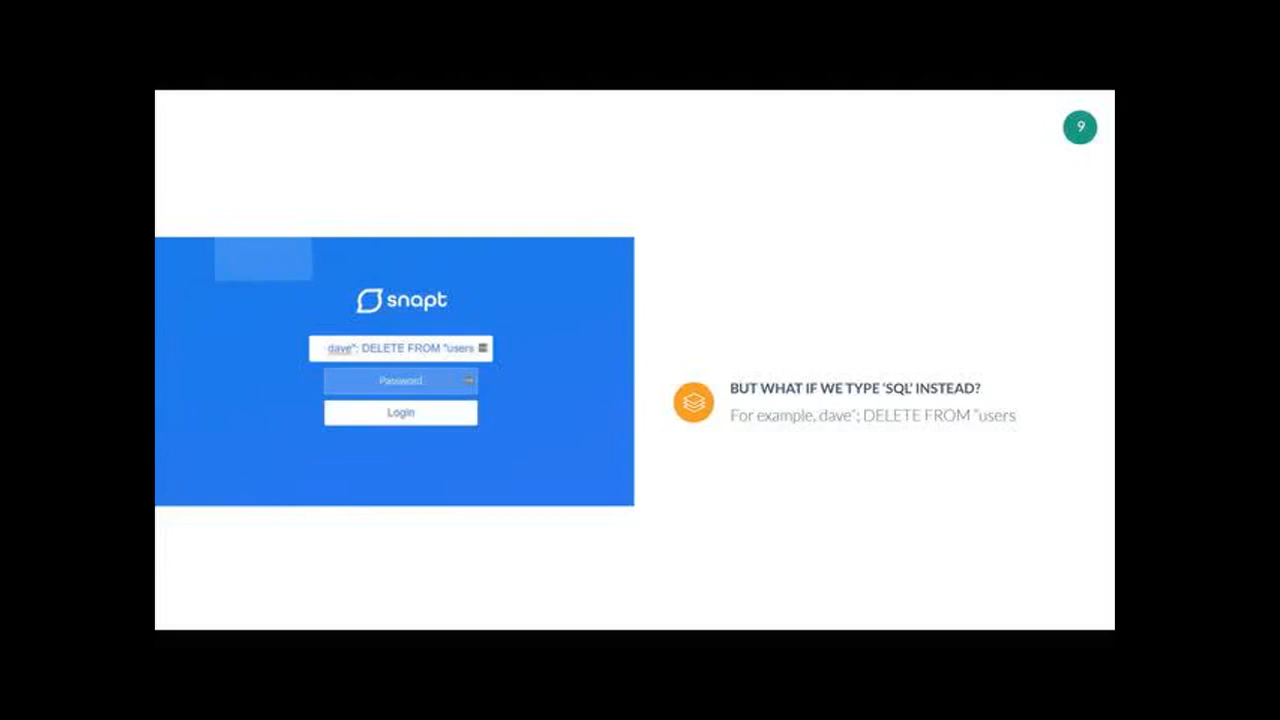 9
snapt
dave"; DELETE FROM "users
Password
Login
BUT WHAT IF WE TYPE 'SQL' INSTEAD?
For example, dave"; DELETE FROM "users